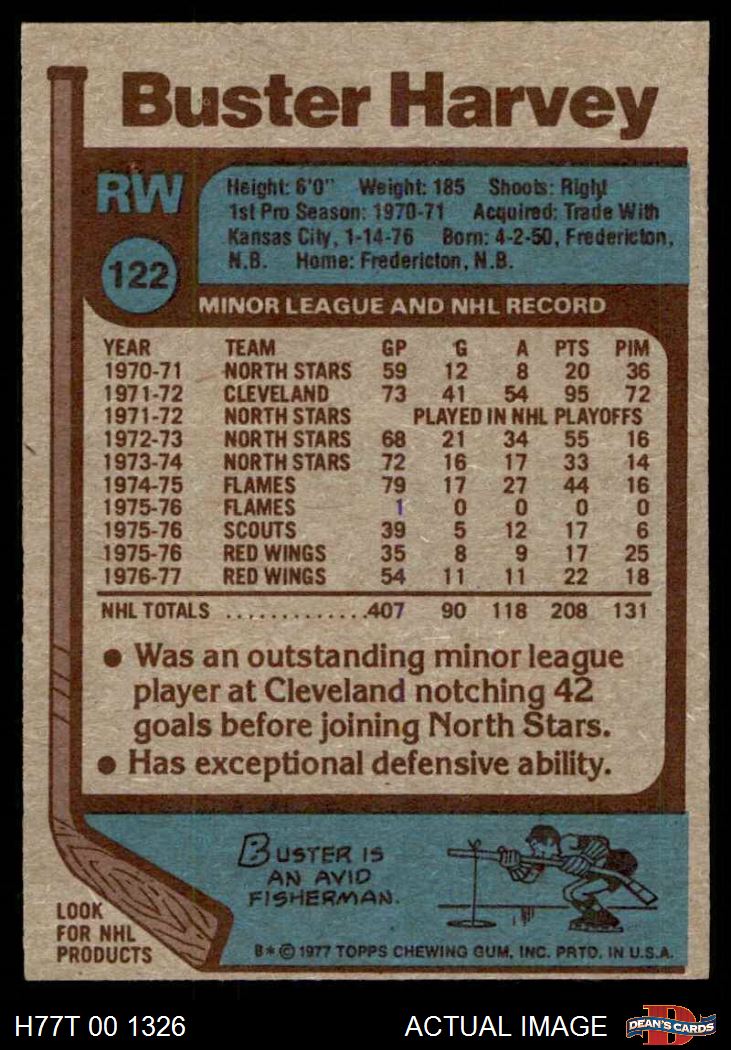 Buster Harvey
RW
122
Height: 6'0" Weight: 185 Shoots: Right
1st Pro Season: 1970-71 Acquired: Trade With
Kansas City, 1-14-76 Born: 4-2-50, Fredericton,
N.B. Home: Fredericton, N.B.
MINOR LEAGUE AND NHL RECORD
YEAR TEAM GP G A PTS PIM
1970-71 NORTH STARS 59 12 8 20 36
1971-72 CLEVELAND 73 41 54 95 72
1971-72 NORTH STARS PLAYED IN NHL PLAYOFFS
1972-73 NORTH STARS 68 21 34 55 16
1973-74 NORTH STARS 72 16 17 33 14
1974-75 FLAMES 79 17 27 44 16
1975-76 FLAMES 1 0 0 0 0
1975-76 SCOUTS 39 5 12 17 6
1975-76 RED WINGS 35 8 9 17 25
1976-77 RED WINGS 54 11 11 22 18
NHL TOTALS .............407 90 118 208 131
● Was an outstanding minor league
player at Cleveland notching 42
goals before joining North Stars.
● Has exceptional defensive ability.
BUSTER IS
AN AVID
FISHERMAN.
LOOK
FOR NHL
PRODUCTS
B* © 1977 TOPPS CHEWING GUM, INC. PRTD. IN U.S.A.
H77T 00 1326 ACTUAL IMAGE
D
DEAN'S CARDS